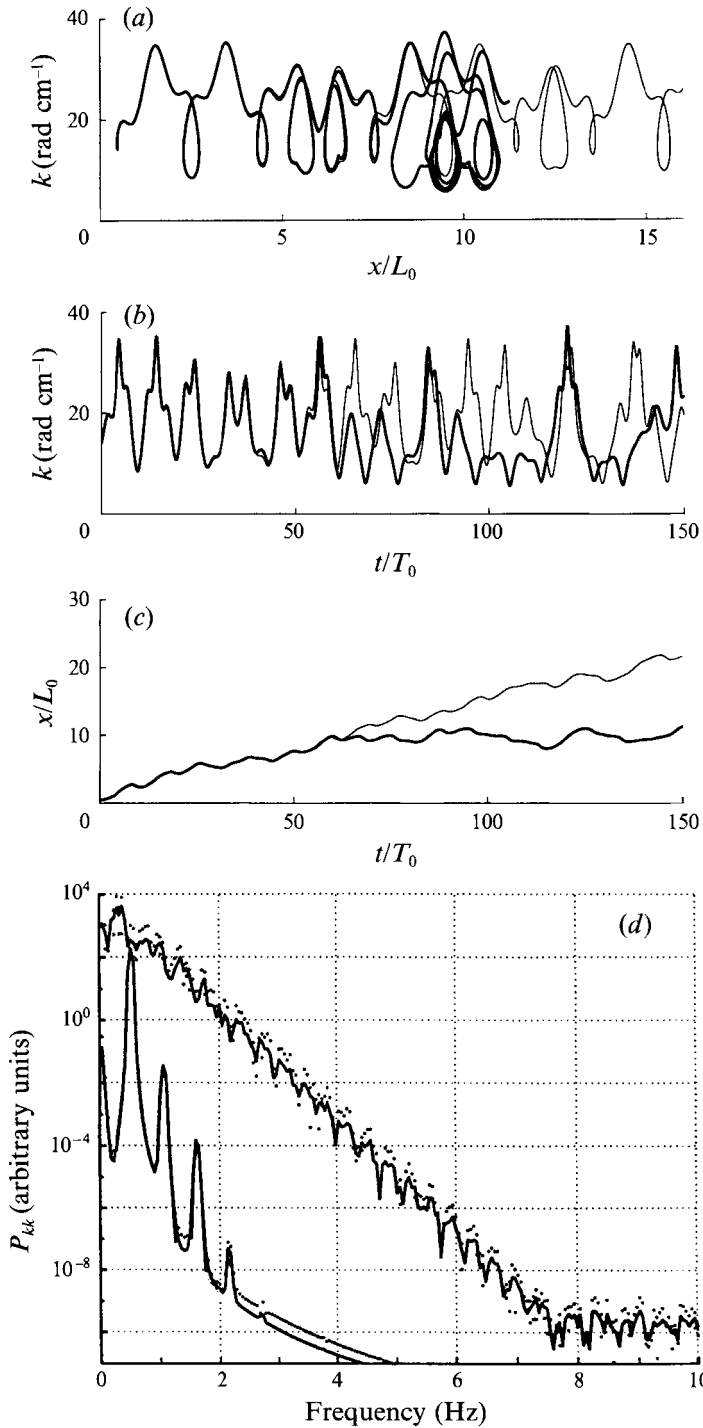 (a)
k (rad cm⁻¹)
40
20
0
5
10
15
x/L₀
(b)
k (rad cm⁻¹)
40
20
0
50
100
150
t/T₀
(c)
x/L₀
30
20
10
0
50
100
150
t/T₀
(d)
P_kk (arbitrary units)
10⁴
10⁰
10⁻⁴
10⁻⁸
0
2
4
6
8
10
Frequency (Hz)